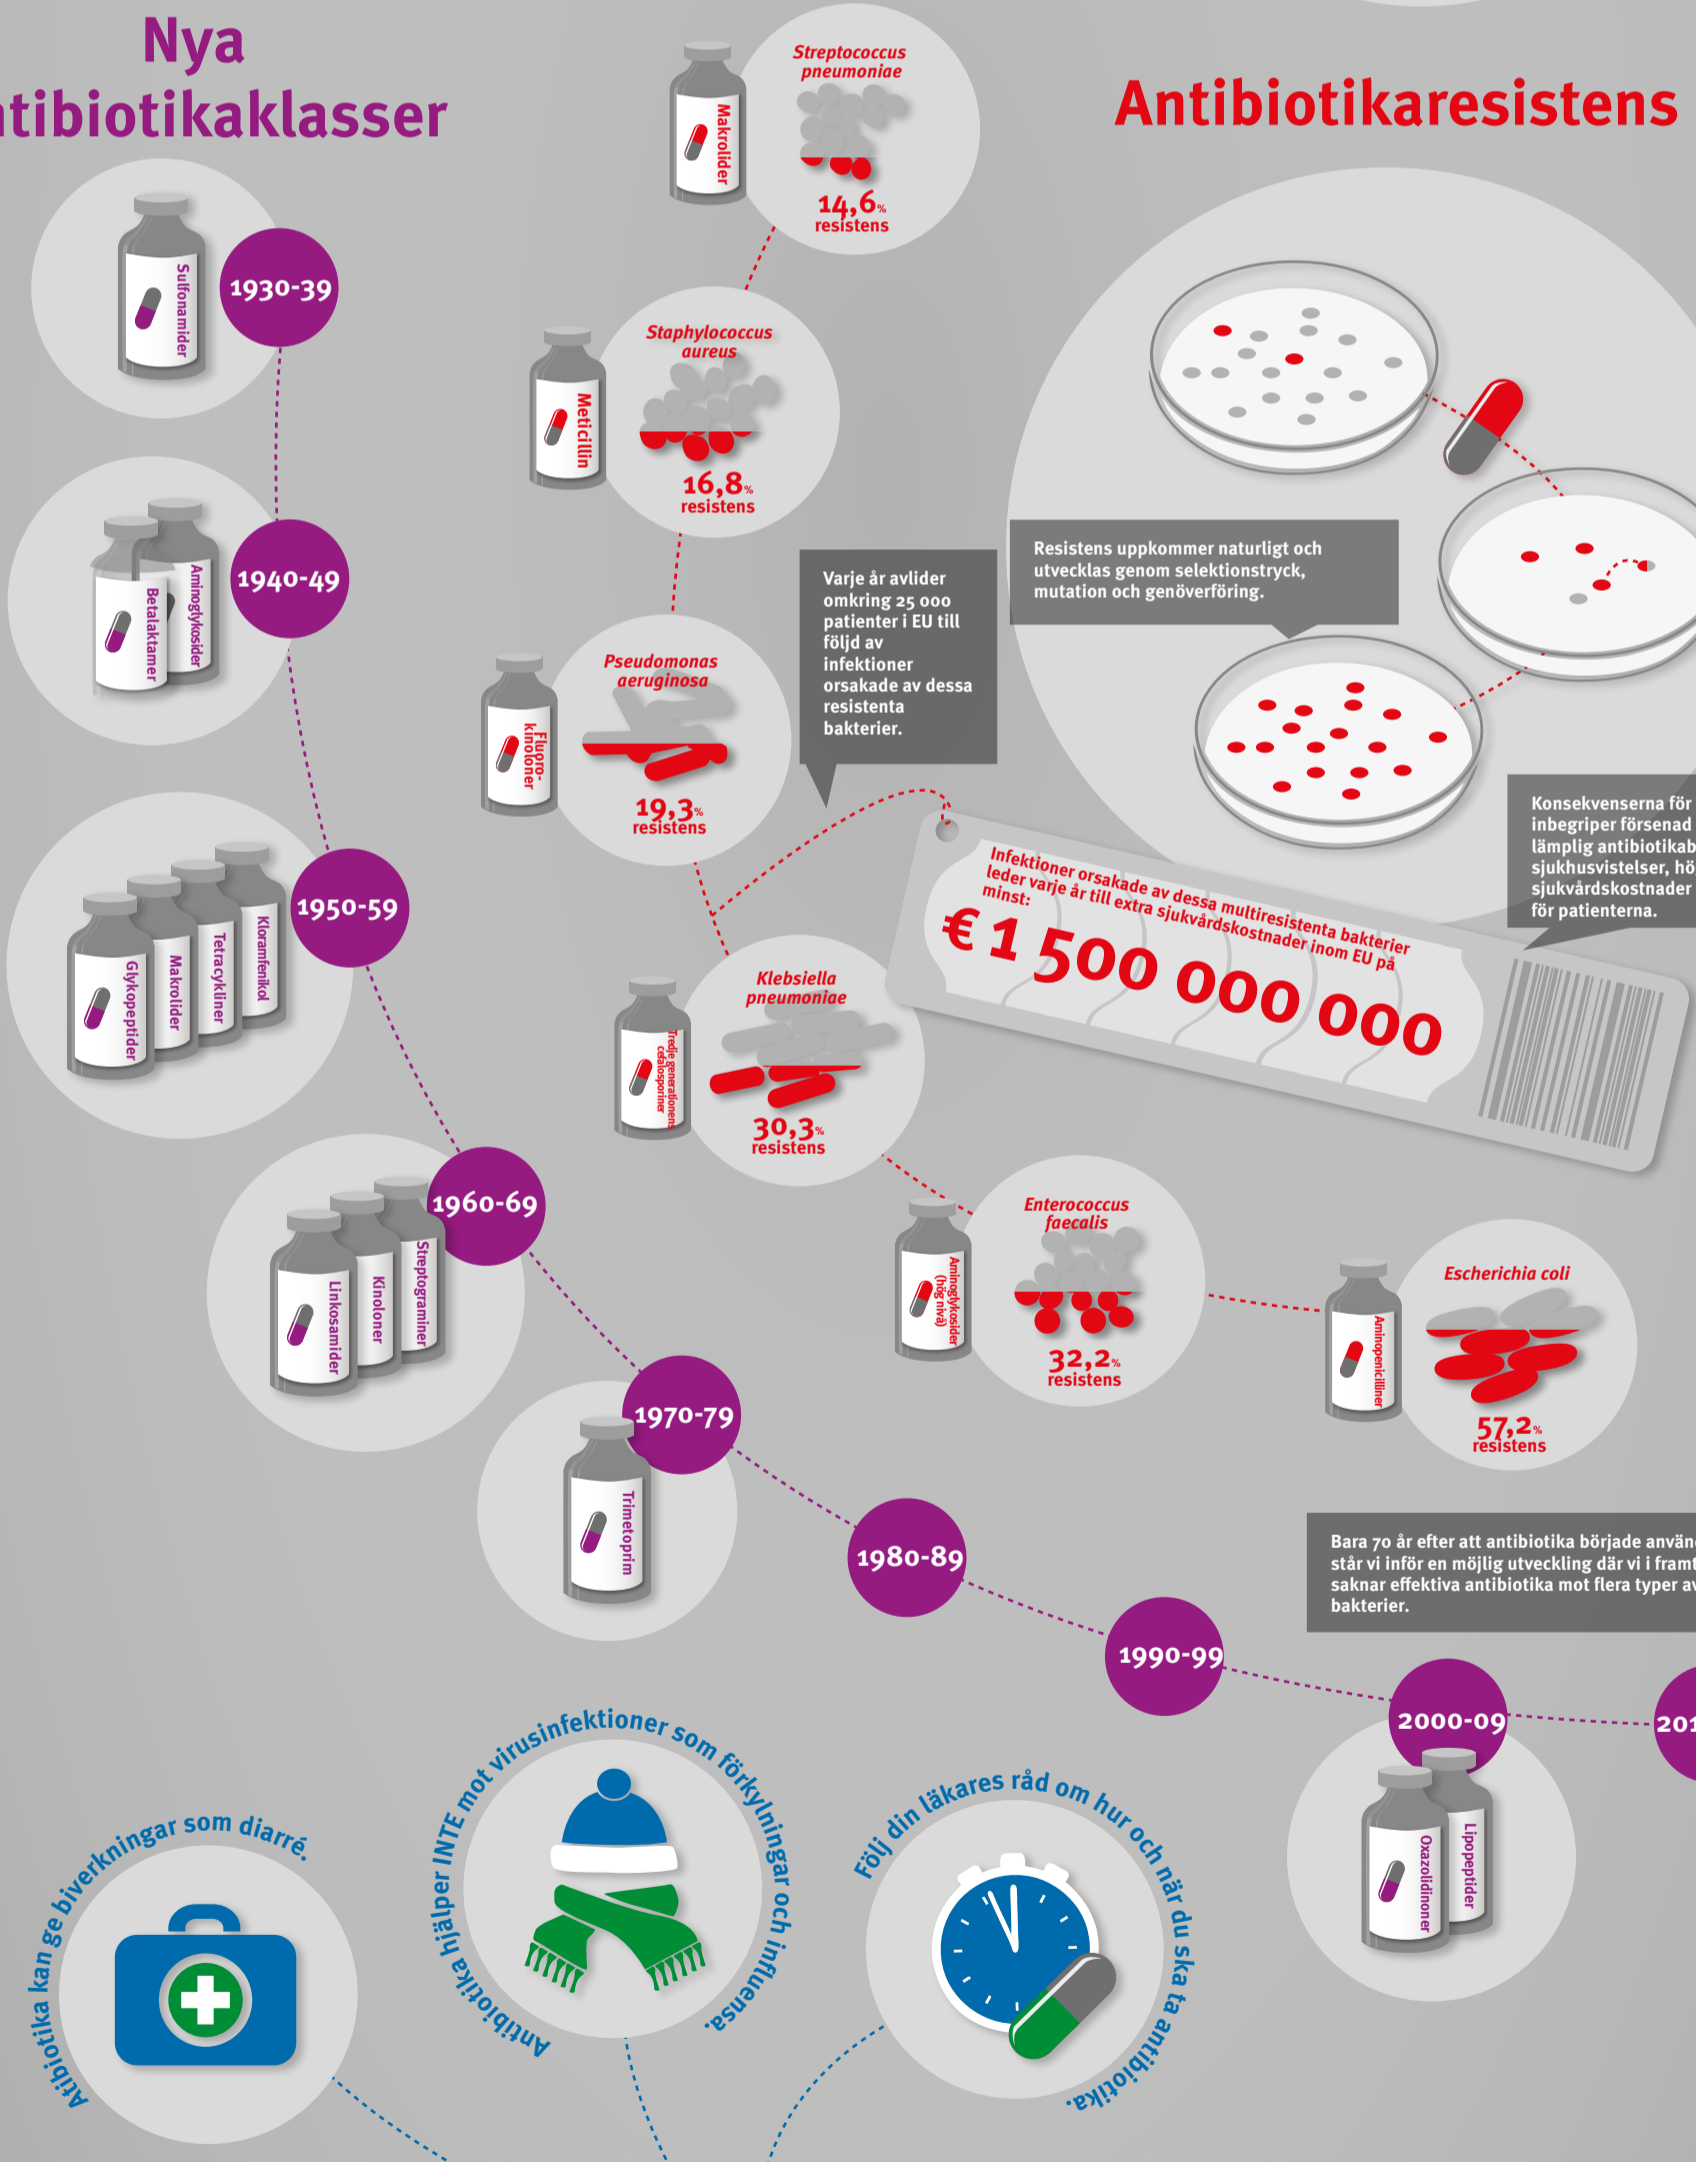 Nya
tibiotikaklasser
Sulfonamider
1930-39
Betalaktamer
Aminoglykosider
1940-49
Glykopeptider
Makrolider
Tetracykliner
Kloramfenikol
1950-59
Linkosamider
Kinoloner
Streptograminer
1960-69
Trimetoprim
1970-79
1980-89
1990-99
2000-09
Oxazolidinoner
Lipopeptider
201
Makrolider
Streptococcus
pneumoniae
14,6%
resistens
Meticillin
Staphylococcus
aureus
16,8%
resistens
Fluoro-
kinoloner
Pseudomonas
aeruginosa
19,3%
resistens
Tredje generationens
cefalosporiner
Klebsiella
pneumoniae
30,3%
resistens
Aminoglykosider
(hög nivå)
Enterococcus
faecalis
32,2%
resistens
Aminopenicilliner
Escherichia coli
57,2%
resistens
Varje år avlider
omkring 25 000
patienter i EU till
följd av
infektioner
orsakade av dessa
resistenta
bakterier.
Antibiotikaresistens
Resistens uppkommer naturligt och
utvecklas genom selektionstryck,
mutation och genöverföring.
Konsekvenserna för
inbegriper försenad
lämplig antibiotikab
sjukhusvistelser, hö
sjukvårdskostnader
för patienterna.
Infektioner orsakade av dessa multiresistenta bakterier
leder varje år till extra sjukvårdskostnader inom EU på
minst:
€ 1 500 000 000
Bara 70 år efter att antibiotika började använ
står vi inför en möjlig utveckling där vi i framt
saknar effektiva antibiotika mot flera typer av
bakterier.
Atibiotika kan ge biverkningar som diarré.
Antibiotika hjälper INTE mot virusinfektioner som förkylningar och influensa.
Följ din läkares råd om hur och när du ska ta antibiotika.